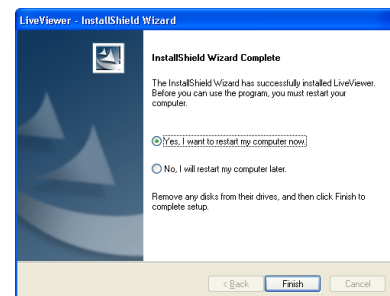 LiveViewer - InstallShield Wizard
InstallShield Wizard Complete
The InstallShield Wizard has successfully installed LiveViewer.
Before you can use the program, you must restart your
computer.
Yes, I want to restart my computer now.
No, I will restart my computer later.
Remove any disks from their drives, and then click Finish to
complete setup.
< Back
Finish
Cancel